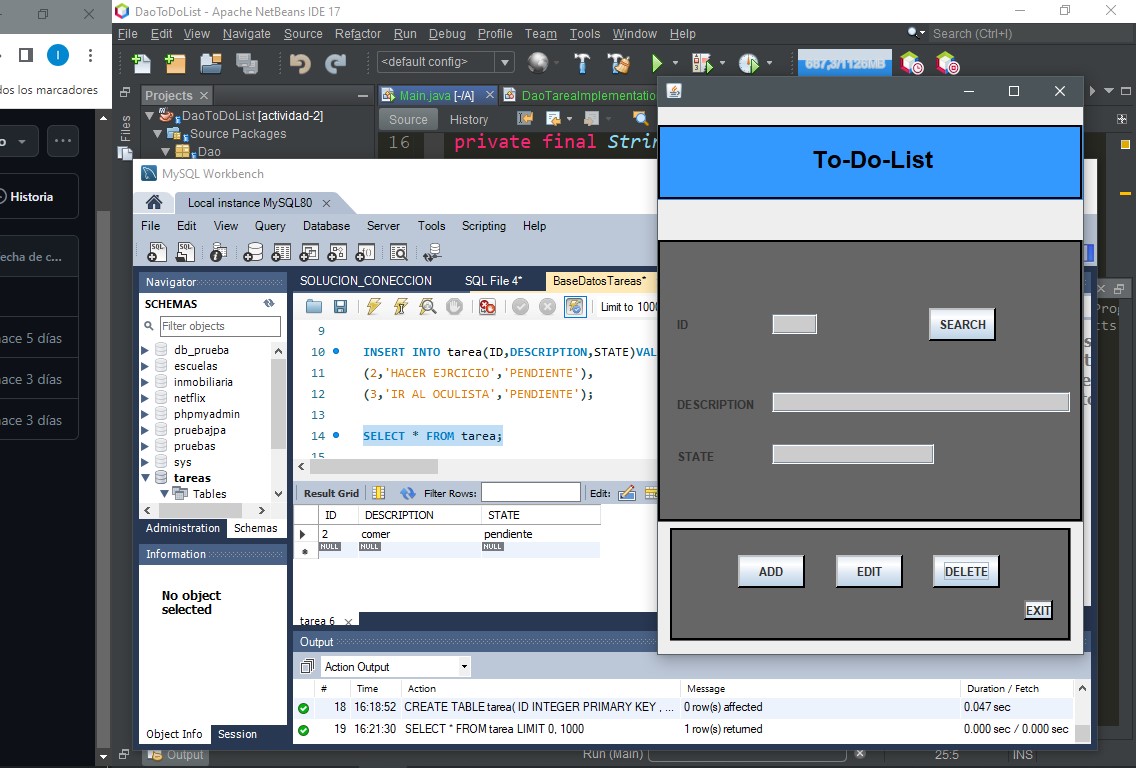 DaoToDoList - Apache NetBeans IDE 17
File Edit View Navigate Source Refactor Run Debug Profile Team Tools Window Help
Search (Ctrl+I)
<default config>
687,3/1126MB
I
dos los marcadores
Historia
echa de c...
ace 5 días
ace 3 días
ace 3 días
Files
Projects
DaoToDoList [actividad-2]
Source Packages
Dao
Main.java [-/A]
DaoTareaImplementatio
Source History
16 private final Strin
MySQL Workbench
Local instance MySQL80
File Edit View Query Database Server Tools Scripting Help
Navigator
SCHEMAS
Filter objects
db_prueba
escuelas
inmobiliaria
netflix
phpmyadmin
pruebajpa
pruebas
sys
tareas
Tables
Administration Schemas
Information
No object
selected
Object Info Session
SOLUCION_CONECCION SQL File 4* BaseDatosTareas*
Limit to 1000
9
10 INSERT INTO tarea(ID,DESCRIPTION,STATE)VAL
11 (2,'HACER EJRCICIO','PENDIENTE'),
12 (3,'IR AL OCULISTA','PENDIENTE');
13
14 SELECT * FROM tarea;
15
Result Grid Filter Rows: Edit:
ID DESCRIPTION STATE
2 comer pendiente
NULL NULL NULL
tarea 6
Output
Action Output
# Time Action Message Duration / Fetch
18 16:18:52 CREATE TABLE tarea( ID INTEGER PRIMARY KEY , ... 0 row(s) affected 0.047 sec
19 16:21:30 SELECT * FROM tarea LIMIT 0, 1000 1 row(s) returned 0.000 sec / 0.000 sec
To-Do-List
ID
SEARCH
DESCRIPTION
STATE
ADD EDIT DELETE
EXIT
Output
Run (Main)
25:5 INS